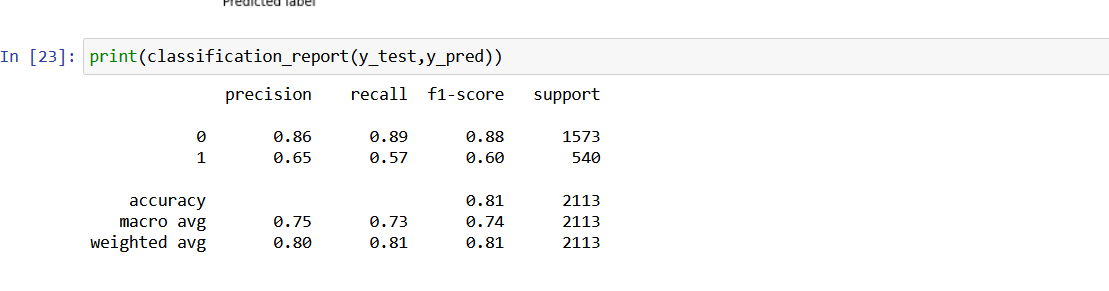 Predicted label
In [23]: print(classification_report(y_test,y_pred))
precision recall f1-score support
0 0.86 0.89 0.88 1573
1 0.65 0.57 0.60 540
accuracy 0.81 2113
macro avg 0.75 0.73 0.74 2113
weighted avg 0.80 0.81 0.81 2113